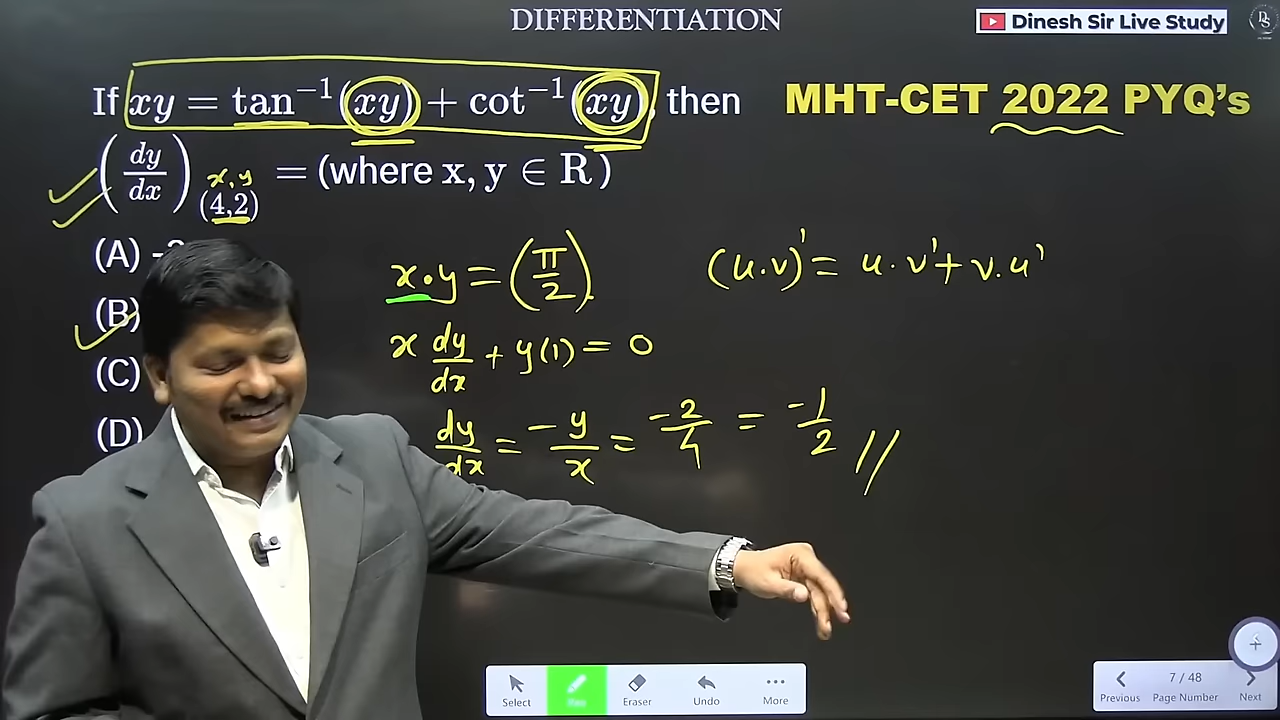 DIFFERENTIATION
Dinesh Sir Live Study
DS
If xy = tan⁻¹(xy) + cot⁻¹(xy), then
MHT-CET 2022 PYQ's
(dy/dx) x,y (4,2) = (where x, y ∈ R)
(A) -2
(B)
(C)
(D)
x·y = (π/2)
(u.v)' = u.v' + v.u'
x dy/dx + y(1) = 0
dy/dx = -y/x = -2/4 = -1/2 //
Select
Eraser
Undo
More
Previous
7 / 48
Page Number
Next